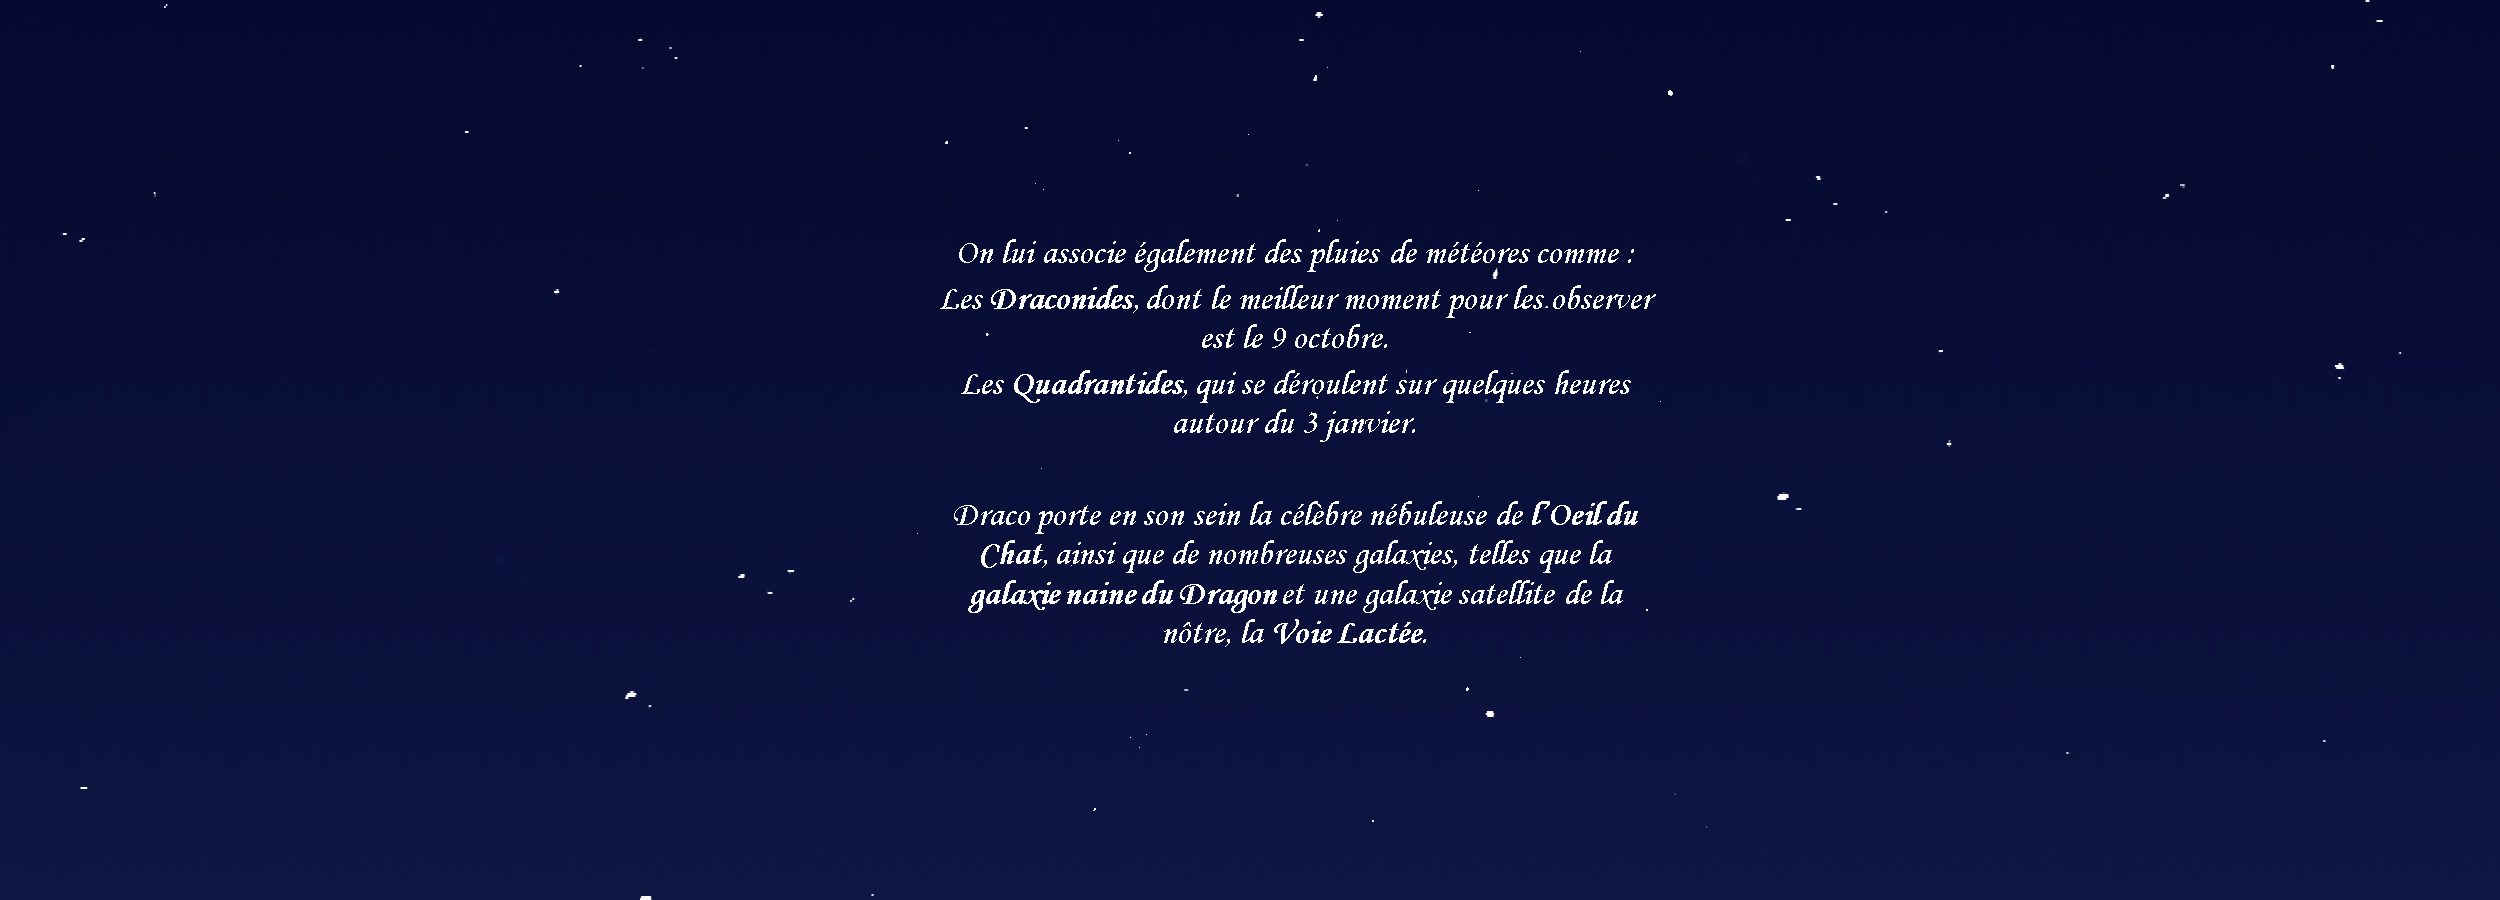 On lui associe également des pluies de météores comme :
Les Draconides, dont le meilleur moment pour les observer
est le 9 octobre.
Les Quadrantides, qui se déroulent sur quelques heures
autour du 3 janvier.
Draco porte en son sein la célèbre nébuleuse de l'Oeil du
Chat, ainsi que de nombreuses galaxies, telles que la
galaxie naine du Dragon et une galaxie satellite de la
nôtre, la Voie Lactée.